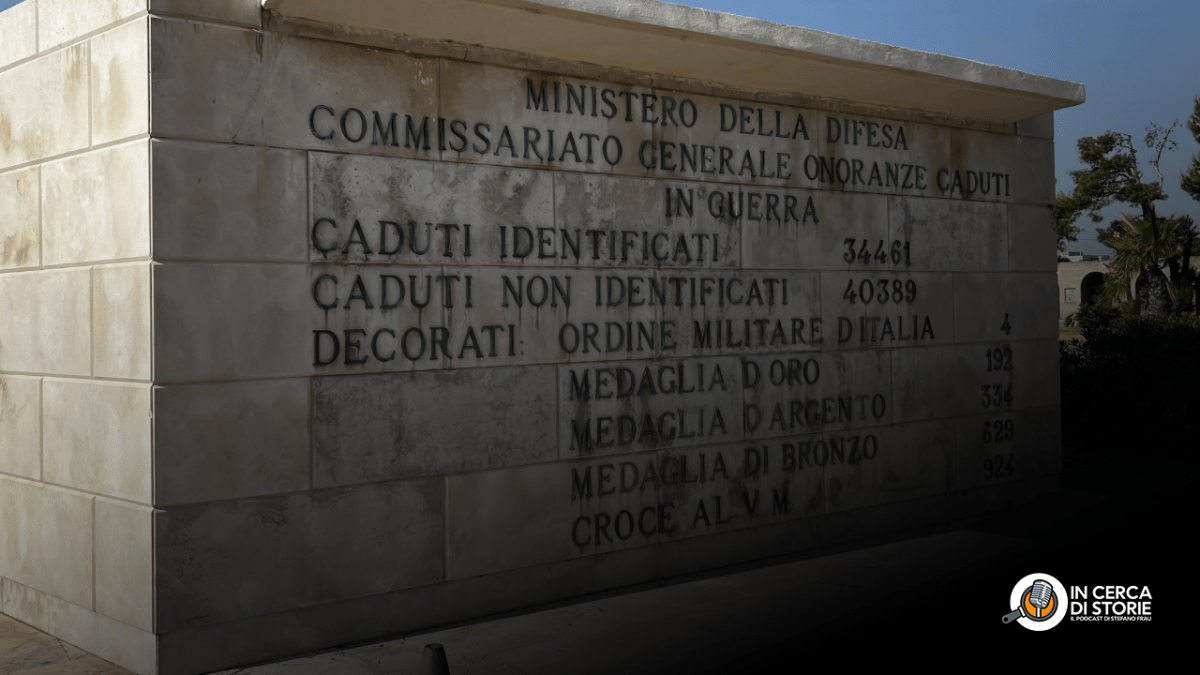 MINISTERO DELLA DIFESA
COMMISSARIATO GENERALE ONORANZE CADUTI
IN GUERRA
CADUTI IDENTIFICATI 34461
CADUTI NON IDENTIFICATI 40389
DECORATI: ORDINE MILITARE D'ITALIA 4
MEDAGLIA D'ORO 192
MEDAGLIA D'ARGENTO 334
MEDAGLIA DI BRONZO 629
CROCE AL V.M. 924
IN CERCA
DI STORIE
IL PODCAST DI STEFANO FRAU